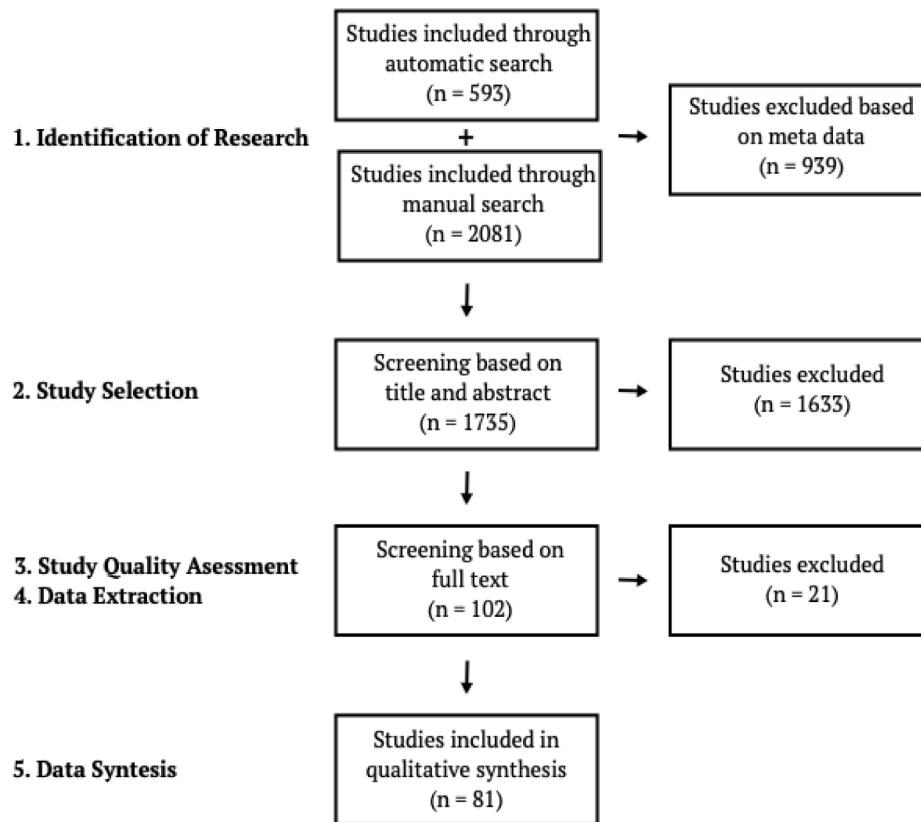 Studies included through
automatic search
(n = 593)
1. Identification of Research
+
Studies excluded based
on meta data
(n = 939)
Studies included through
manual search
(n = 2081)
2. Study Selection
Screening based on
title and abstract
(n = 1735)
Studies excluded
(n = 1633)
3. Study Quality Asessment
4. Data Extraction
Screening based on
full text
(n = 102)
Studies excluded
(n = 21)
5. Data Syntesis
Studies included in
qualitative synthesis
(n = 81)